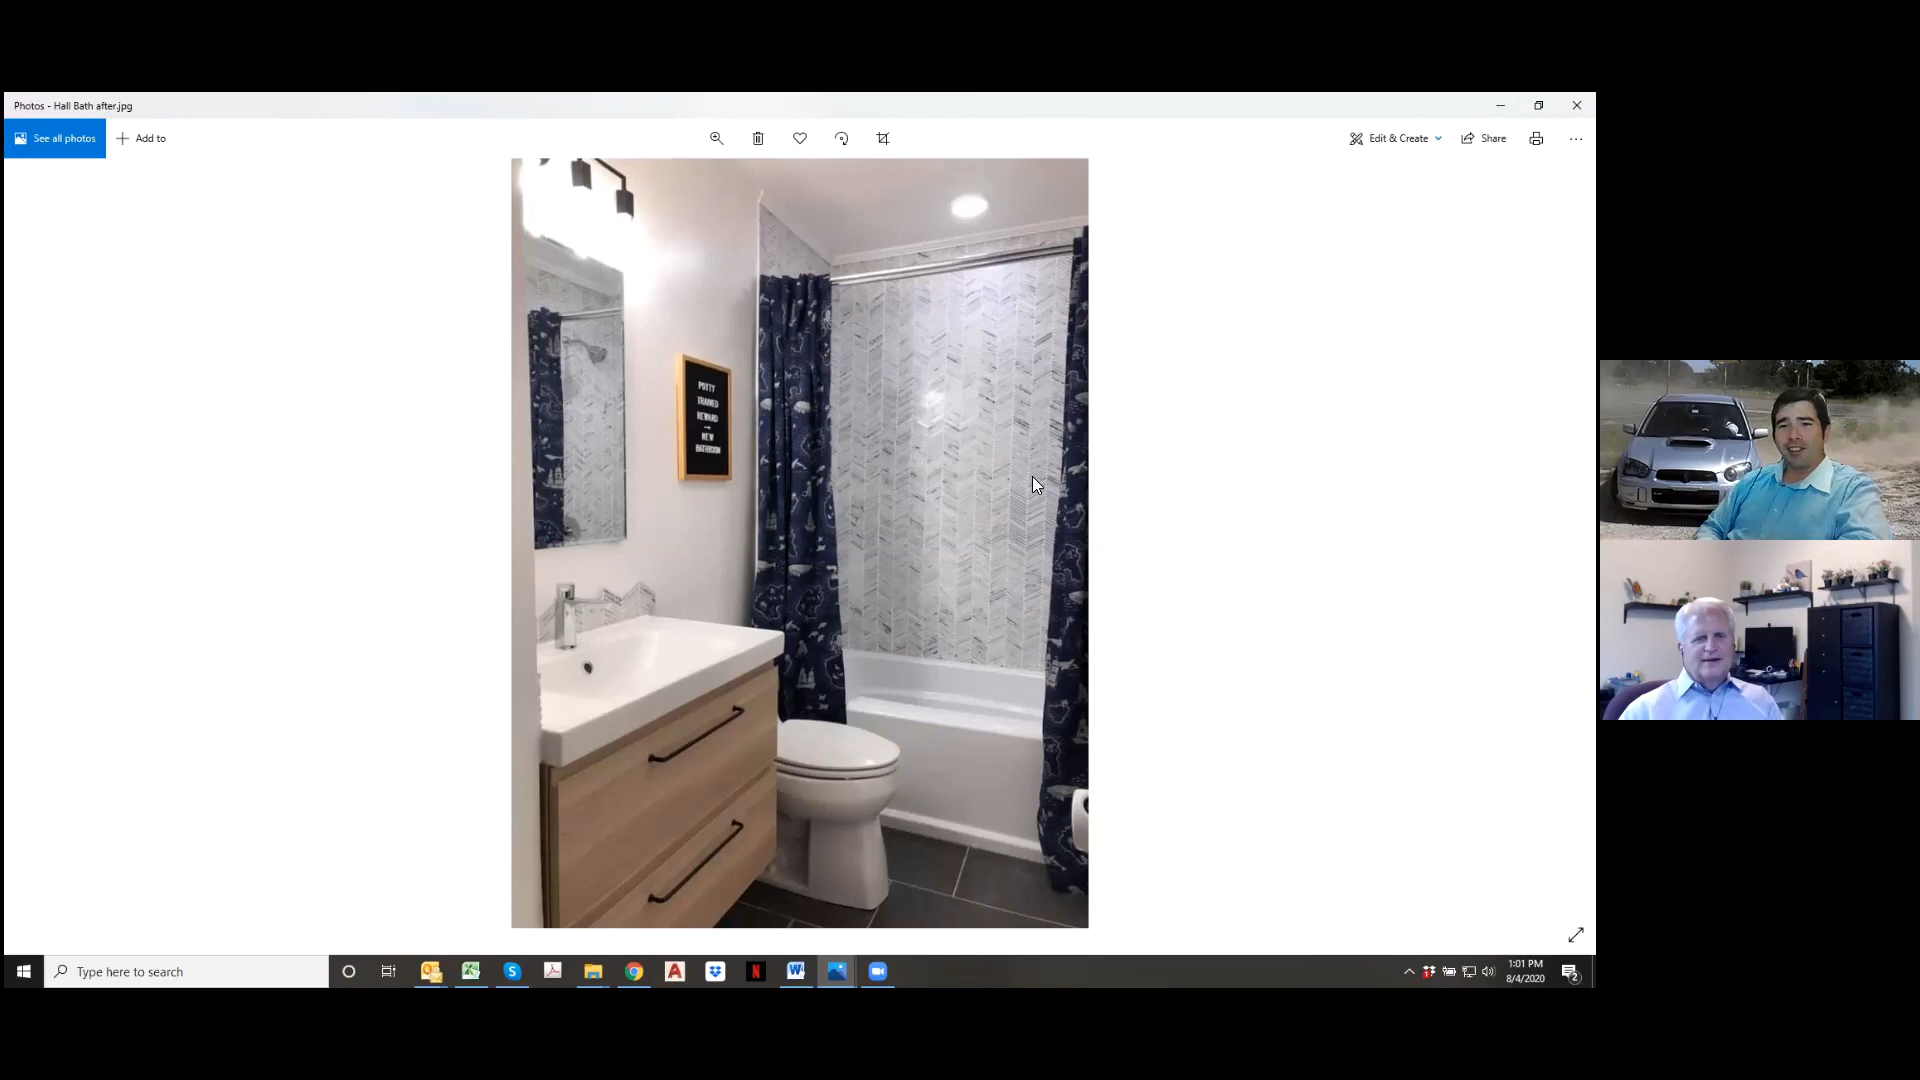 Photos - Hall Bath after.jpg
See all photos
Add to
Edit & Create
Share
POTTY
TRAINED
REWARD
→
NEW
BATHROOM
Type here to search
1:01 PM
8/4/2020
2